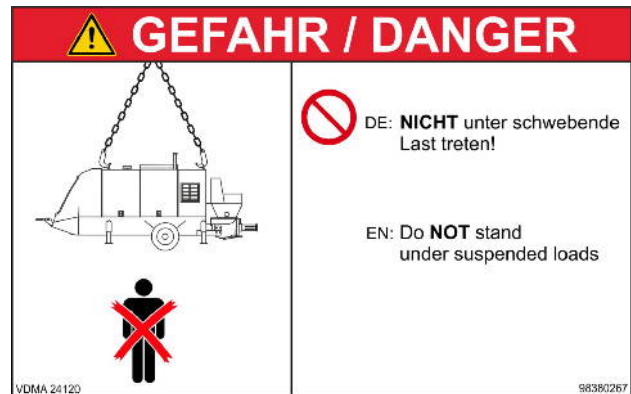 GEFAHR / DANGER
DE: NICHT unter schwebende
Last treten!
EN: Do NOT stand
under suspended loads
VDMA 24120
98380267